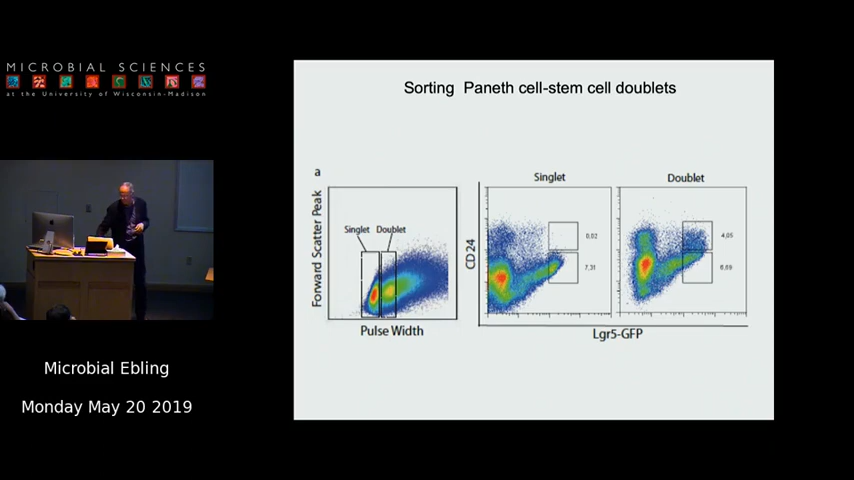 MICROBIAL SCIENCES
at the University of Wisconsin-Madison
Microbial Ebling
Monday May 20 2019
Sorting Paneth cell-stem cell doublets
a
Forward Scatter Peak
Singlet Doublet
Pulse Width
Singlet Doublet
CD24
0,02
7,31
4,05
6,69
Lgr5-GFP